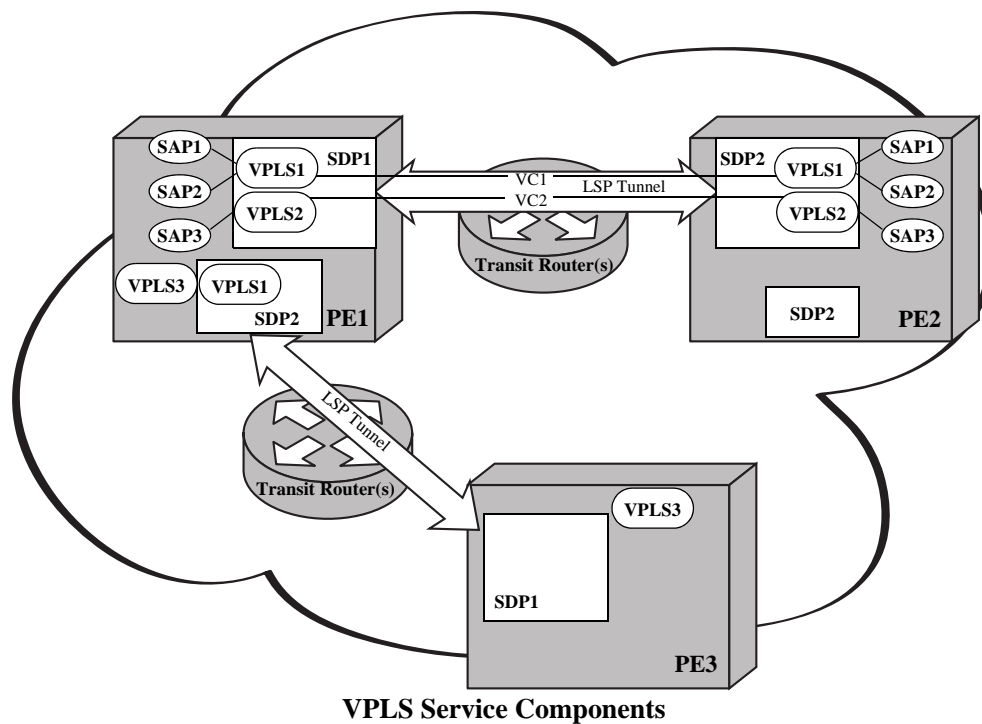 SAP1
SAP2
SAP3
VPLS1
VPLS2
SDP1
VPLS3
VPLS1
SDP2
PE1
VC1
VC2
LSP Tunnel
Transit Router(s)
SDP2
VPLS1
VPLS2
SAP1
SAP2
SAP3
SDP2
PE2
LSP Tunnel
Transit Router(s)
VPLS3
SDP1
PE3
VPLS Service Components